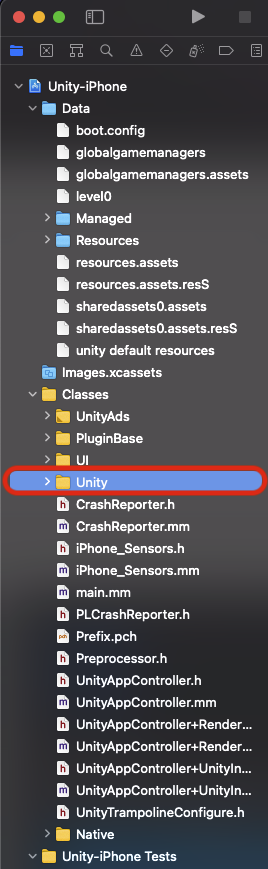 Unity-iPhone
Data
boot.config
globalgamemanagers
globalgamemanagers.assets
level0
Managed
Resources
resources.assets
resources.assets.resS
sharedassets0.assets
sharedassets0.assets.resS
unity default resources
Images.xcassets
Classes
UnityAds
PluginBase
UI
Unity
h CrashReporter.h
m CrashReporter.mm
h iPhone_Sensors.h
m iPhone_Sensors.mm
m main.mm
h PLCrashReporter.h
pch Prefix.pch
h Preprocessor.h
h UnityAppController.h
m UnityAppController.mm
h UnityAppController+Render...
m UnityAppController+Render...
h UnityAppController+UnityIn...
m UnityAppController+UnityIn...
h UnityTrampolineConfigure.h
Native
Unity-iPhone Tests